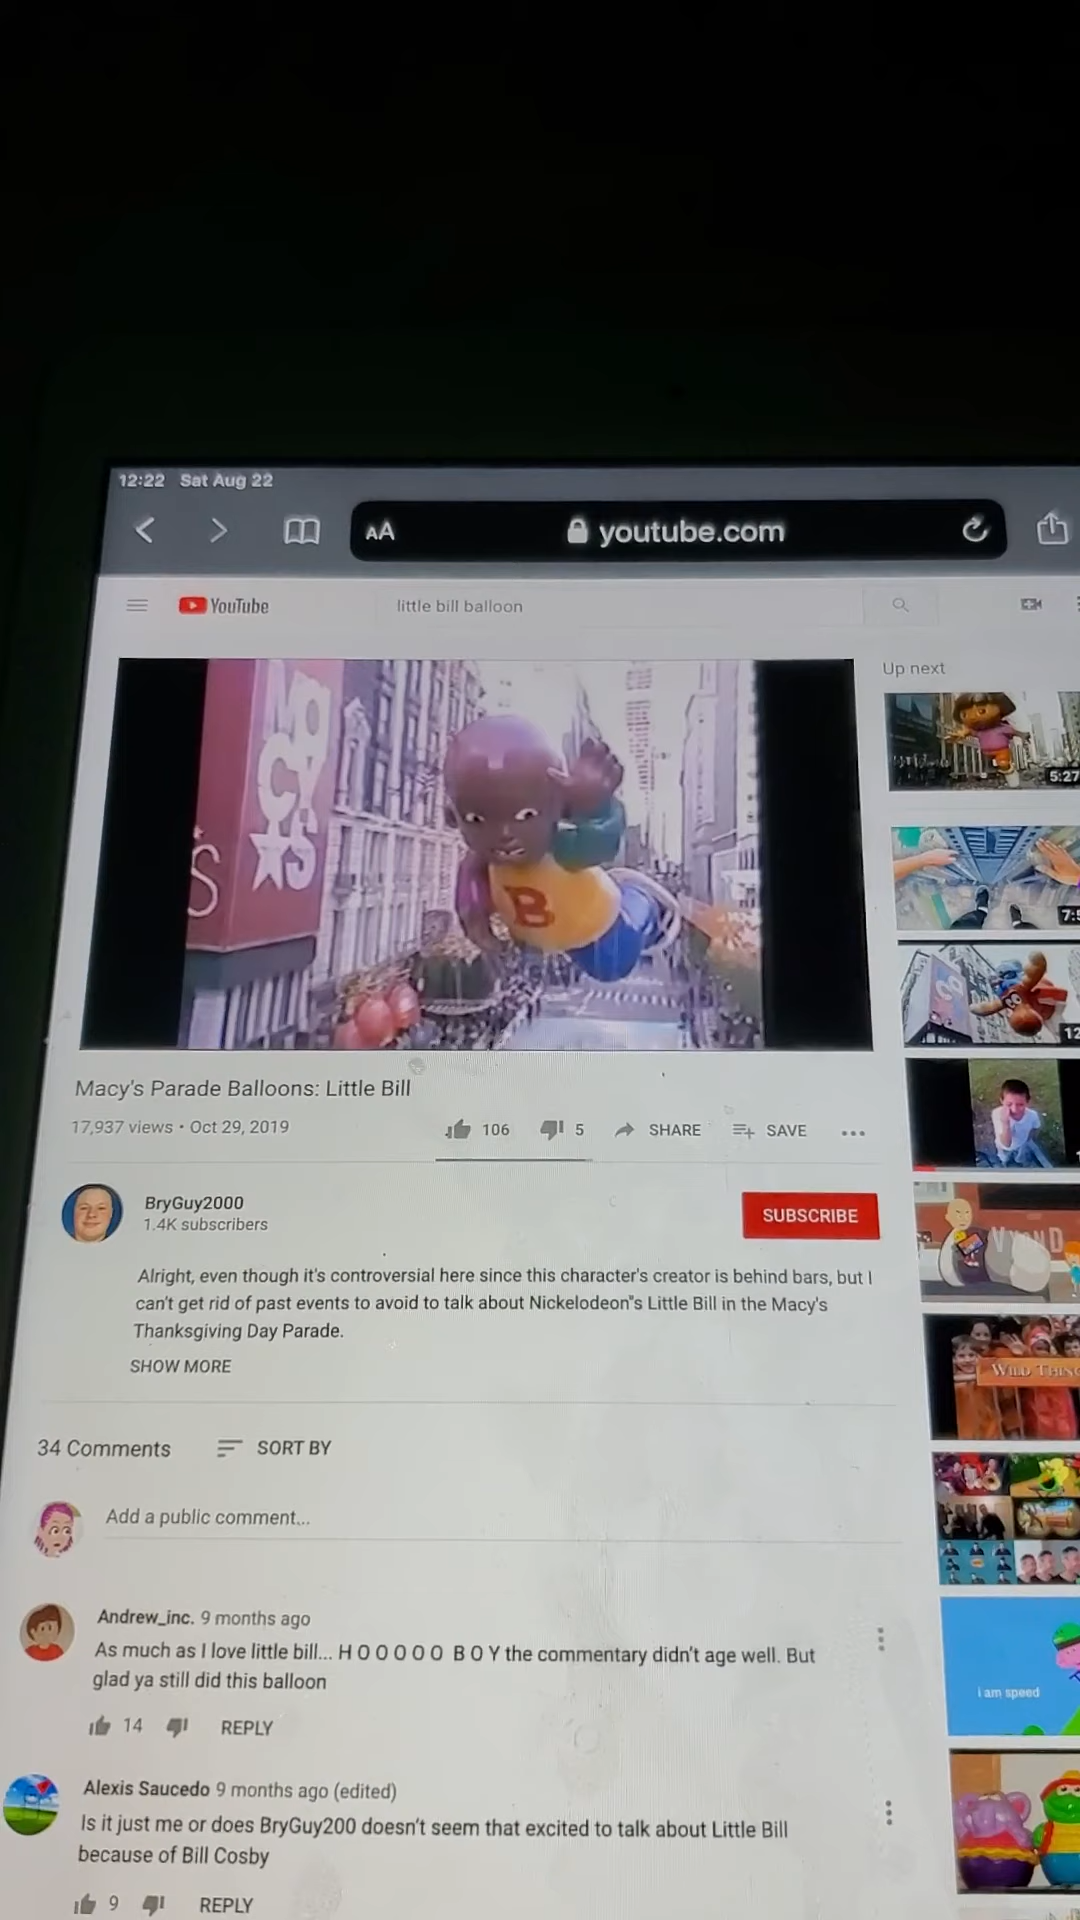 12:22 Sat Aug 22
AA youtube.com
YouTube little bill balloon
Up next
MACY'S
S
B
5:27
Macy's Parade Balloons: Little Bill
17,937 views • Oct 29, 2019
106 5 SHARE SAVE
BryGuy2000
1.4K subscribers
SUBSCRIBE
Alright, even though it's controversial here since this character's creator is behind bars, but I
can't get rid of past events to avoid to talk about Nickelodeon"s Little Bill in the Macy's
Thanksgiving Day Parade.
SHOW MORE
WILD THING
34 Comments SORT BY
Add a public comment...
Andrew_inc. 9 months ago
As much as I love little bill... H O O O O O B O Y the commentary didn't age well. But
glad ya still did this balloon
14 REPLY
i am speed
Alexis Saucedo 9 months ago (edited)
Is it just me or does BryGuy200 doesn't seem that excited to talk about Little Bill
because of Bill Cosby
9 REPLY